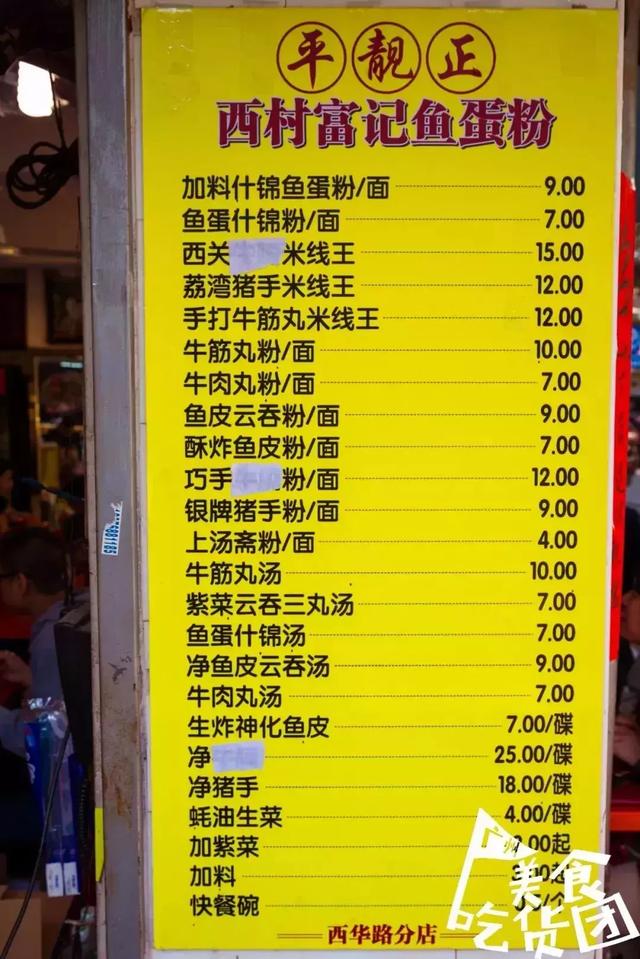 平靓正
西村富记鱼蛋粉
加料什锦鱼蛋粉/面 9.00
鱼蛋什锦粉/面 7.00
西关 米线王 15.00
荔湾猪手米线王 12.00
手打牛筋丸米线王 12.00
牛筋丸粉/面 10.00
牛肉丸粉/面 7.00
鱼皮云吞粉/面 9.00
酥炸鱼皮粉/面 7.00
巧手 粉/面 12.00
银牌猪手粉/面 9.00
上汤斋粉/面 4.00
牛筋丸汤 10.00
紫菜云吞三丸汤 7.00
鱼蛋什锦汤 7.00
净鱼皮云吞汤 9.00
牛肉丸汤 7.00
生炸神化鱼皮 7.00/碟
净 25.00/碟
净猪手 18.00/碟
蚝油生菜 4.00/碟
加紫菜 .00起
加料 .00起
快餐碗 /个
西华路分店
广州
美食
吃货团